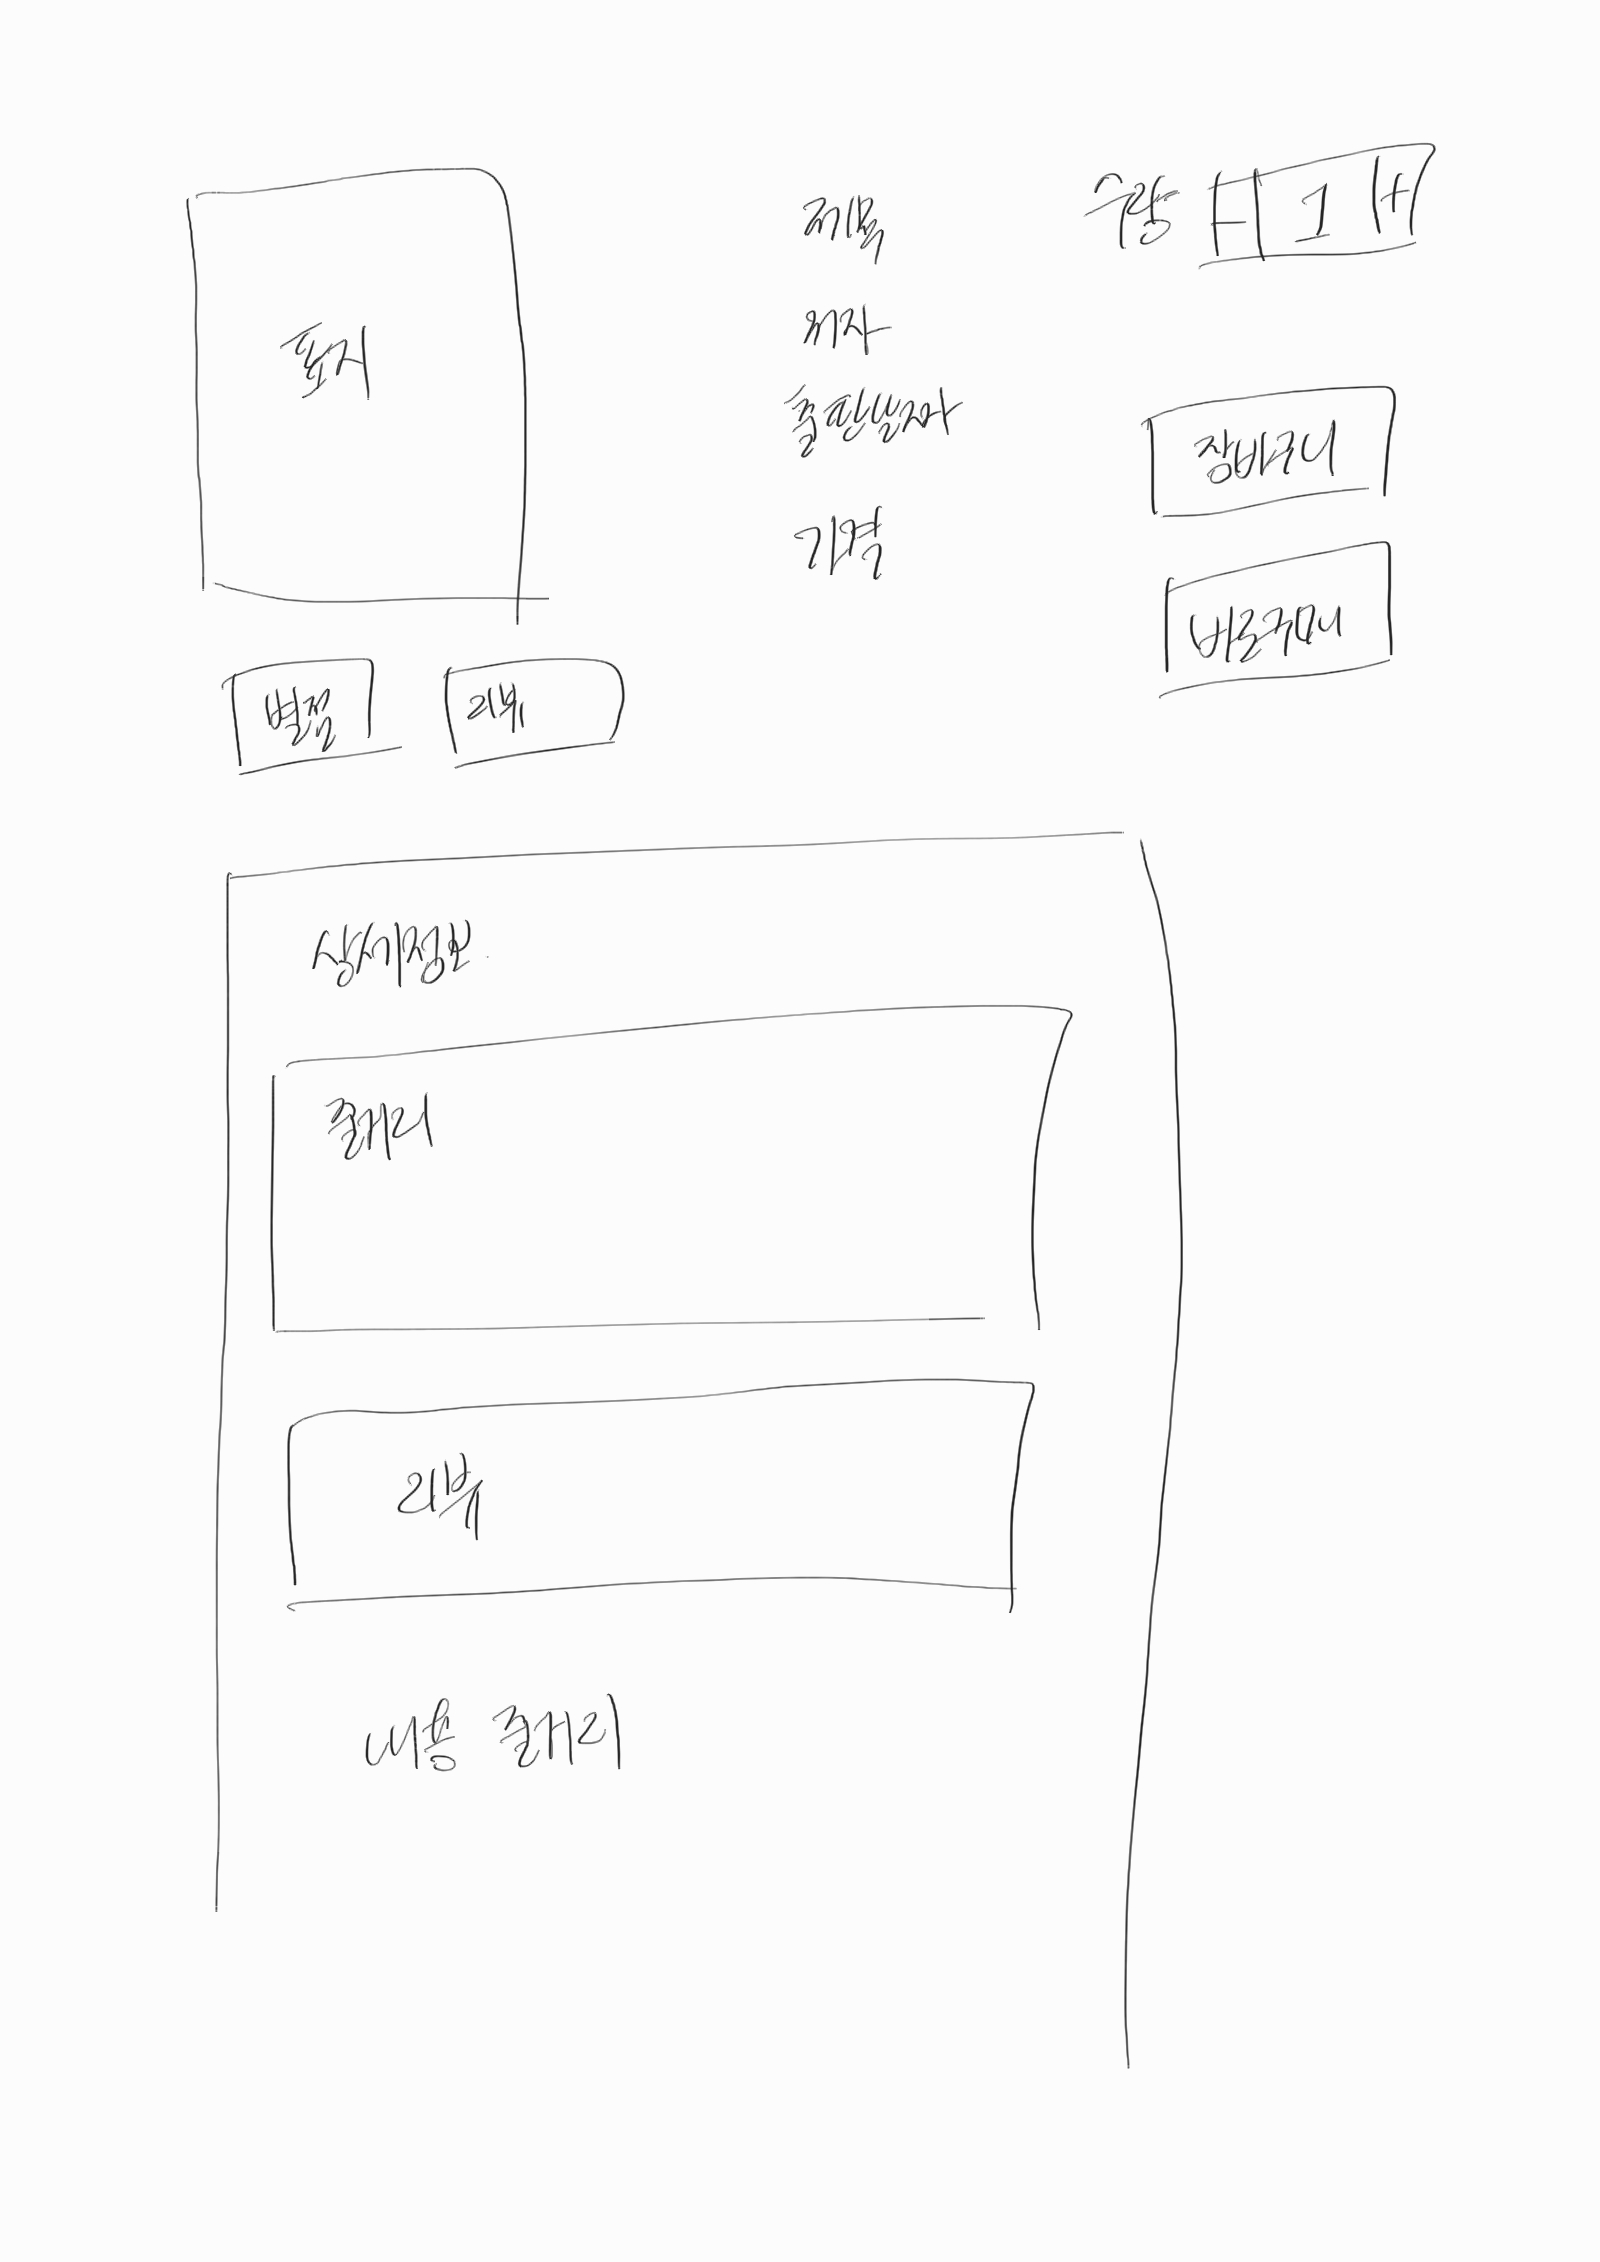 표지
제목
저자
출판일자
가격
수량 - 1 +
장바구니
바로구매
별점
리뷰
상세정보
줄거리
리뷰
내용 줄거리